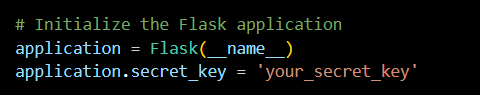 # Initialize the Flask application
application = Flask(__name__)
application.secret_key = 'your_secret_key'